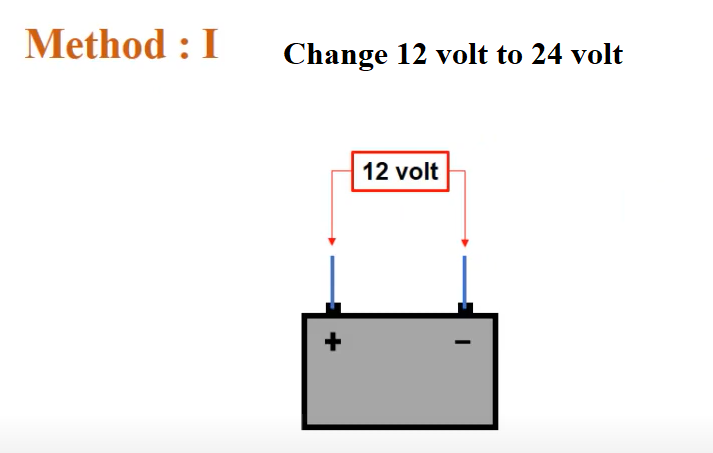 Method : I
Change 12 volt to 24 volt
12 volt
+ −